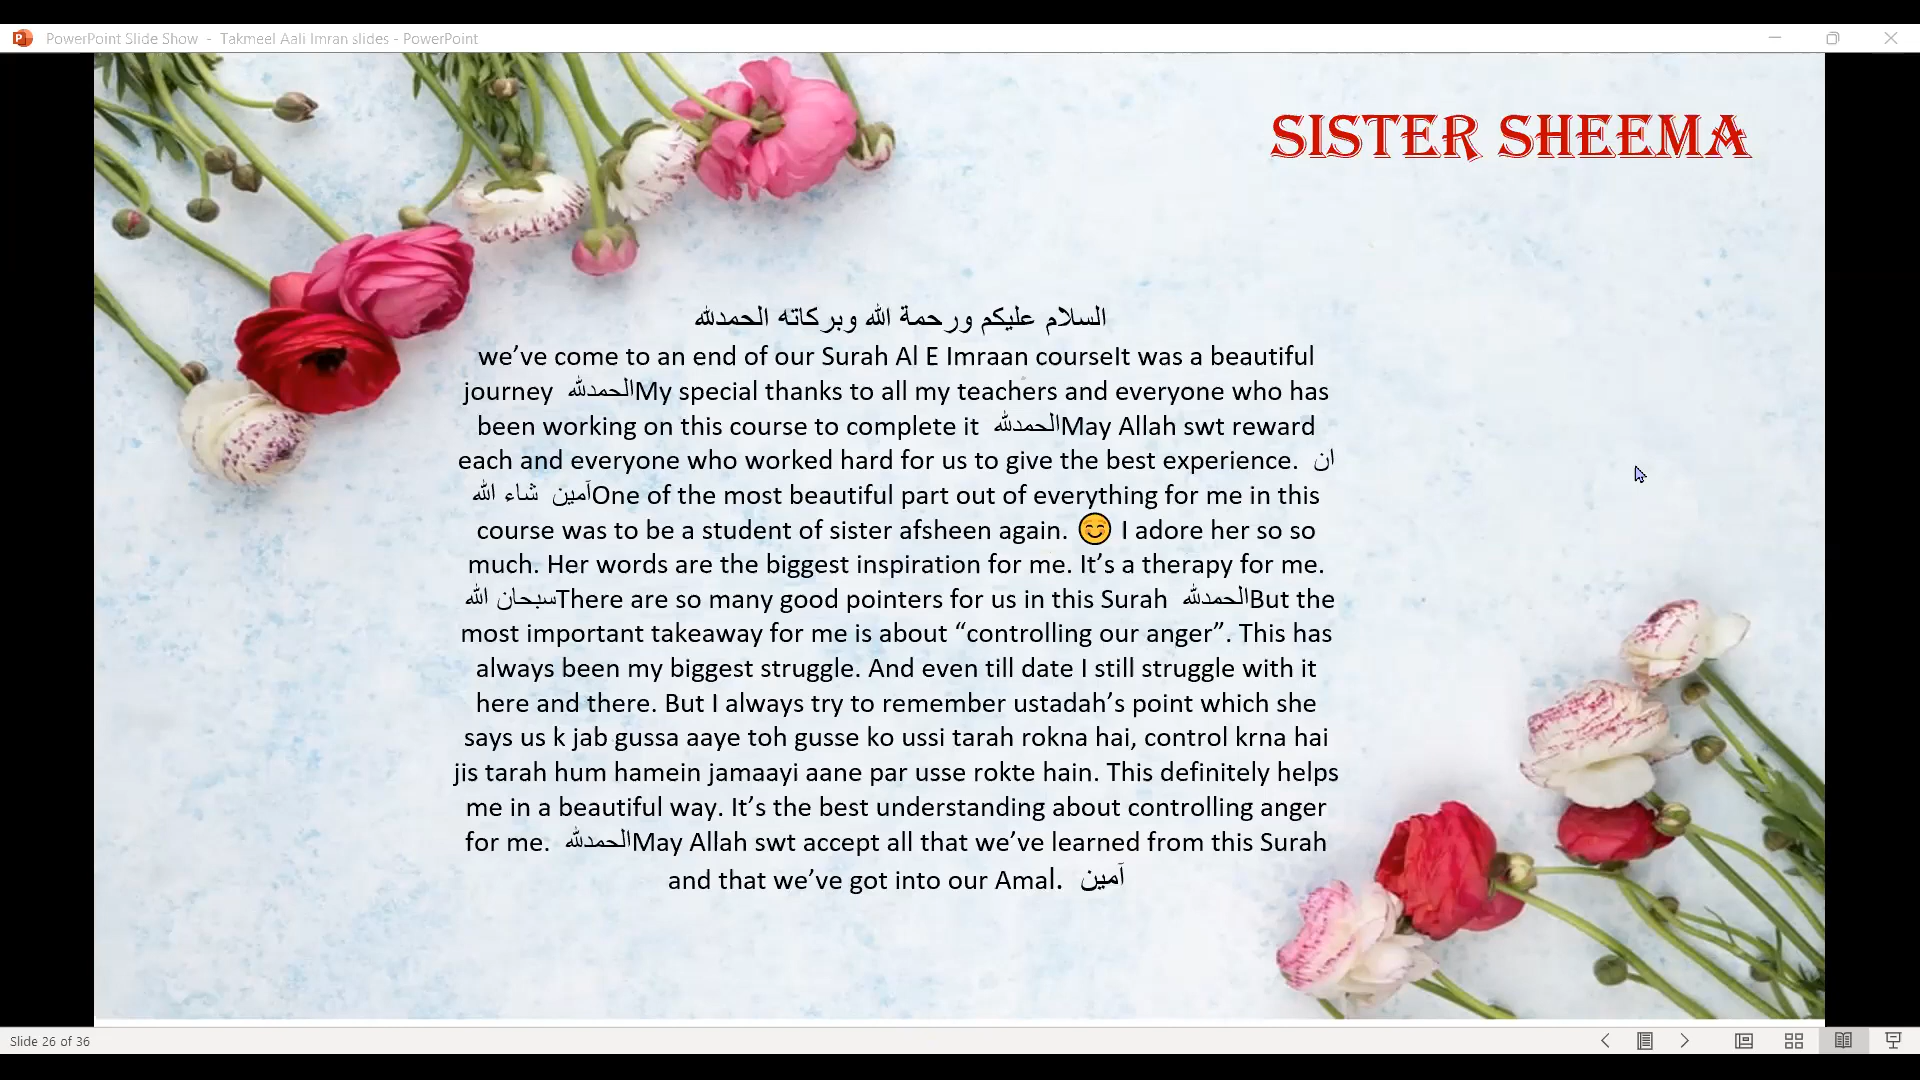 PowerPoint Slide Show - Takmeel Aali Imran slides - PowerPoint
SISTER SHEEMA
السلام عليكم ورحمة الله وبركاته الحمدلله
we’ve come to an end of our Surah Al E Imraan courseIt was a beautiful
journey الحمدللهMy special thanks to all my teachers and everyone who has
been working on this course to complete it الحمدللهMay Allah swt reward
each and everyone who worked hard for us to give the best experience. ان
شاء الله آمينOne of the most beautiful part out of everything for me in this
course was to be a student of sister afsheen again. 😊 I adore her so so
much. Her words are the biggest inspiration for me. It’s a therapy for me.
سبحان اللهThere are so many good pointers for us in this Surah الحمدللهBut the
most important takeaway for me is about “controlling our anger”. This has
always been my biggest struggle. And even till date I still struggle with it
here and there. But I always try to remember ustadah’s point which she
says us k jab gussa aaye toh gusse ko ussi tarah rokna hai, control krna hai
jis tarah hum hamein jamaayi aane par usse rokte hain. This definitely helps
me in a beautiful way. It’s the best understanding about controlling anger
for me. الحمدللهMay Allah swt accept all that we’ve learned from this Surah
and that we’ve got into our Amal. آمين
Slide 26 of 36